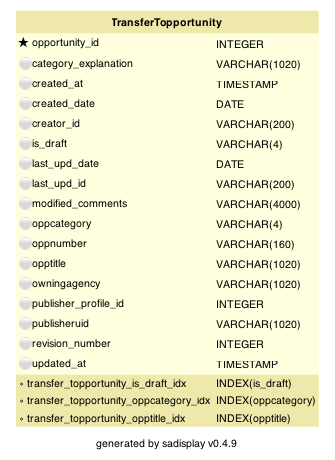 TransferTopportunity
opportunity_id INTEGER
category_explanation VARCHAR(1020)
created_at TIMESTAMP
created_date DATE
creator_id VARCHAR(200)
is_draft VARCHAR(4)
last_upd_date DATE
last_upd_id VARCHAR(200)
modified_comments VARCHAR(4000)
oppcategory VARCHAR(4)
oppnumber VARCHAR(160)
opptitle VARCHAR(1020)
owningagency VARCHAR(1020)
publisher_profile_id INTEGER
publisheruid VARCHAR(1020)
revision_number INTEGER
updated_at TIMESTAMP
transfer_topportunity_is_draft_idx INDEX(is_draft)
transfer_topportunity_oppcategory_idx INDEX(oppcategory)
transfer_topportunity_opptitle_idx INDEX(opptitle)
generated by sadisplay v0.4.9